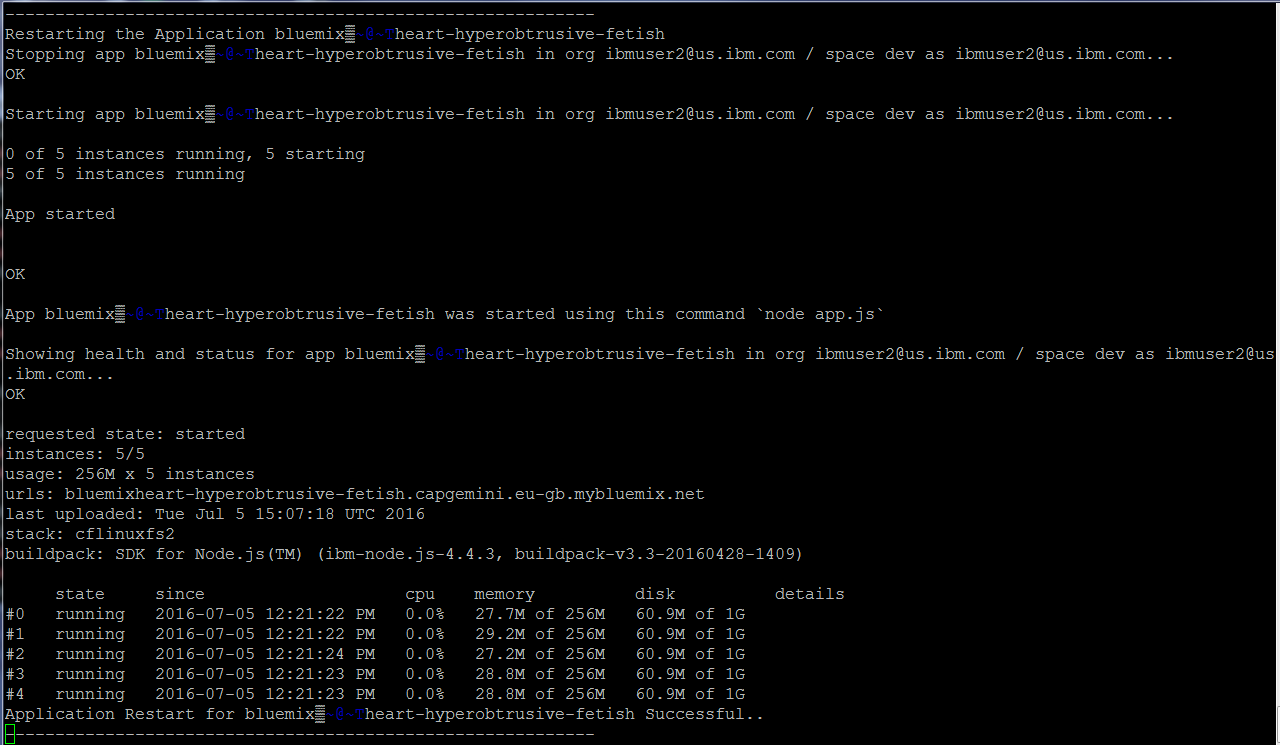 -----------------------------------------------------------
Restarting the Application bluemix▒~@~Theart-hyperobtrusive-fetish
Stopping app bluemix▒~@~Theart-hyperobtrusive-fetish in org ibmuser2@us.ibm.com / space dev as ibmuser2@us.ibm.com...
OK
Starting app bluemix▒~@~Theart-hyperobtrusive-fetish in org ibmuser2@us.ibm.com / space dev as ibmuser2@us.ibm.com...
0 of 5 instances running, 5 starting
5 of 5 instances running
App started
OK
App bluemix▒~@~Theart-hyperobtrusive-fetish was started using this command `node app.js`
Showing health and status for app bluemix▒~@~Theart-hyperobtrusive-fetish in org ibmuser2@us.ibm.com / space dev as ibmuser2@us
.ibm.com...
OK
requested state: started
instances: 5/5
usage: 256M x 5 instances
urls: bluemixheart-hyperobtrusive-fetish.capgemini.eu-gb.mybluemix.net
last uploaded: Tue Jul 5 15:07:18 UTC 2016
stack: cflinuxfs2
buildpack: SDK for Node.js(TM) (ibm-node.js-4.4.3, buildpack-v3.3-20160428-1409)
     state     since                    cpu    memory          disk          details
#0   running   2016-07-05 12:21:22 PM   0.0%   27.7M of 256M   60.9M of 1G
#1   running   2016-07-05 12:21:22 PM   0.0%   29.2M of 256M   60.9M of 1G
#2   running   2016-07-05 12:21:24 PM   0.0%   27.2M of 256M   60.9M of 1G
#3   running   2016-07-05 12:21:23 PM   0.0%   28.8M of 256M   60.9M of 1G
#4   running   2016-07-05 12:21:23 PM   0.0%   28.8M of 256M   60.9M of 1G
Application Restart for bluemix▒~@~Theart-hyperobtrusive-fetish Successful..
-----------------------------------------------------------